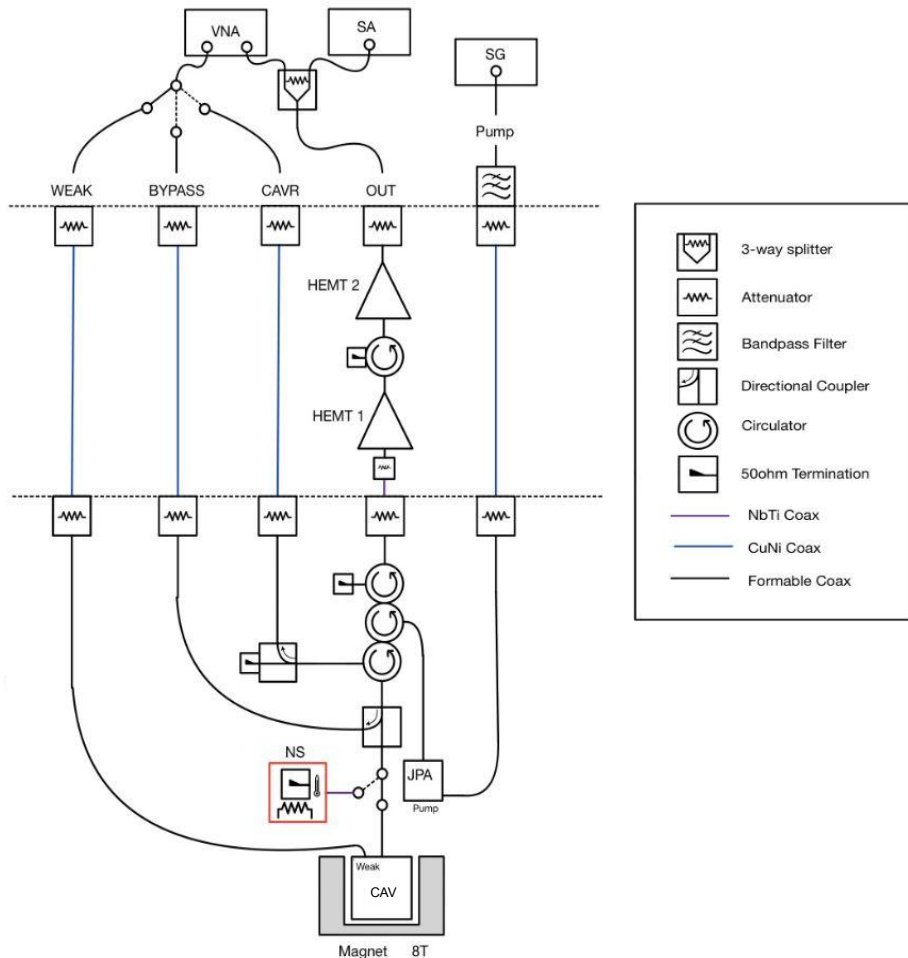 VNA
SA
SG
Pump
WEAK
BYPASS
CAVR
OUT
HEMT 2
HEMT 1
3-way splitter
Attenuator
Bandpass Filter
Directional Coupler
Circulator
50ohm Termination
NbTi Coax
CuNi Coax
Formable Coax
NS
JPA
Pump
Weak
CAV
Magnet 8T